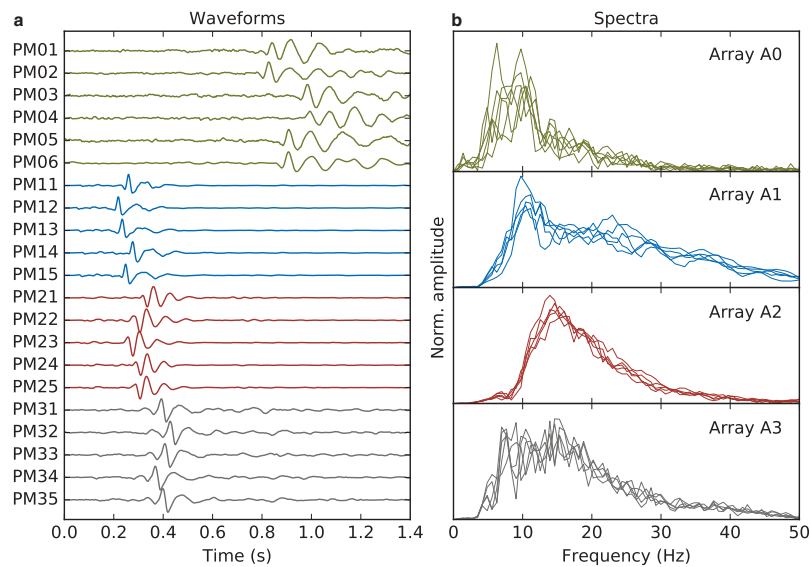 a Waveforms
PM01
PM02
PM03
PM04
PM05
PM06
PM11
PM12
PM13
PM14
PM15
PM21
PM22
PM23
PM24
PM25
PM31
PM32
PM33
PM34
PM35
0.0 0.2 0.4 0.6 0.8 1.0 1.2 1.4
Time (s)
b Spectra
Array A0
Array A1
Array A2
Array A3
Norm. amplitude
0 10 20 30 40 50
Frequency (Hz)